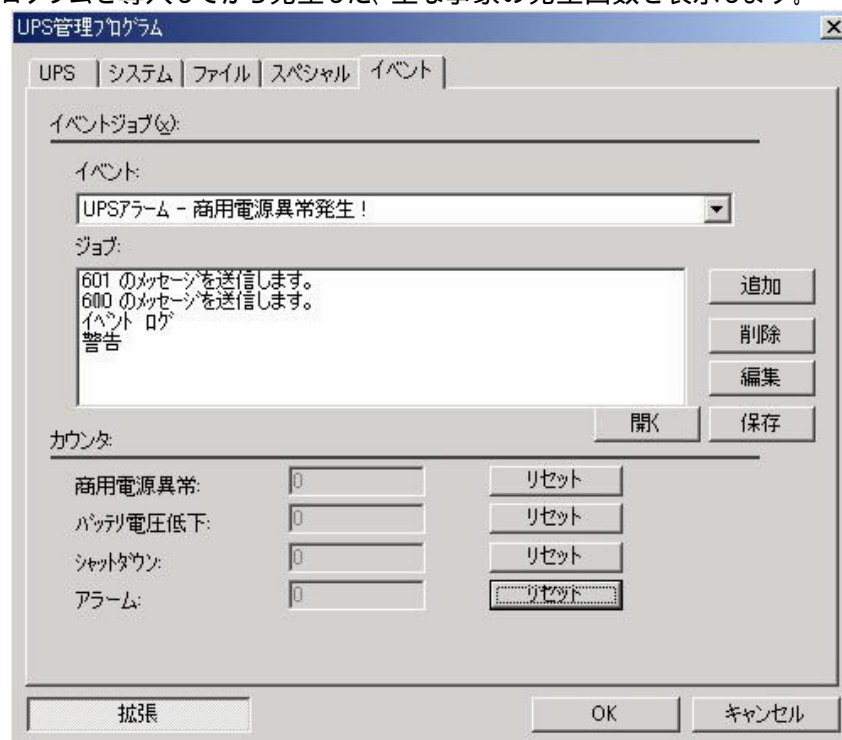 ログラムを導入してから発生した、主な事象の発生回数を表示します。
UPS管理ﾌﾟﾛｸﾞﾗﾑ
UPS システム ファイル スペシャル イベント
イベントジョブ(x):
イベント:
UPSアラーム - 商用電源異常発生！
ジョブ:
601 のﾒｯｾｰｼﾞを送信します。
600 のﾒｯｾｰｼﾞを送信します。
ｲﾍﾞﾝﾄ ﾛｸﾞ
警告
追加
削除
編集
開く 保存
カウンタ:
商用電源異常: 0 リセット
ﾊﾞｯﾃﾘ電圧低下: 0 リセット
ｼｬｯﾄﾀﾞｳﾝ: 0 リセット
アラーム: 0 リセット
拡張 OK キャンセル